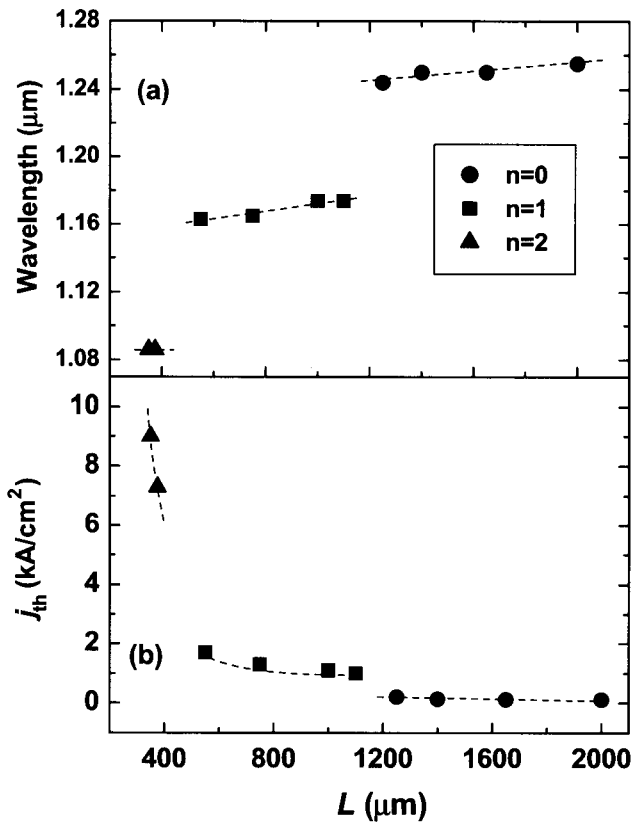 1.28
1.24
1.20
1.16
1.12
1.08
Wavelength (μm)
(a)
n=0
n=1
n=2
10
8
6
4
2
0
j_th (kA/cm²)
(b)
400 800 1200 1600 2000
L (μm)